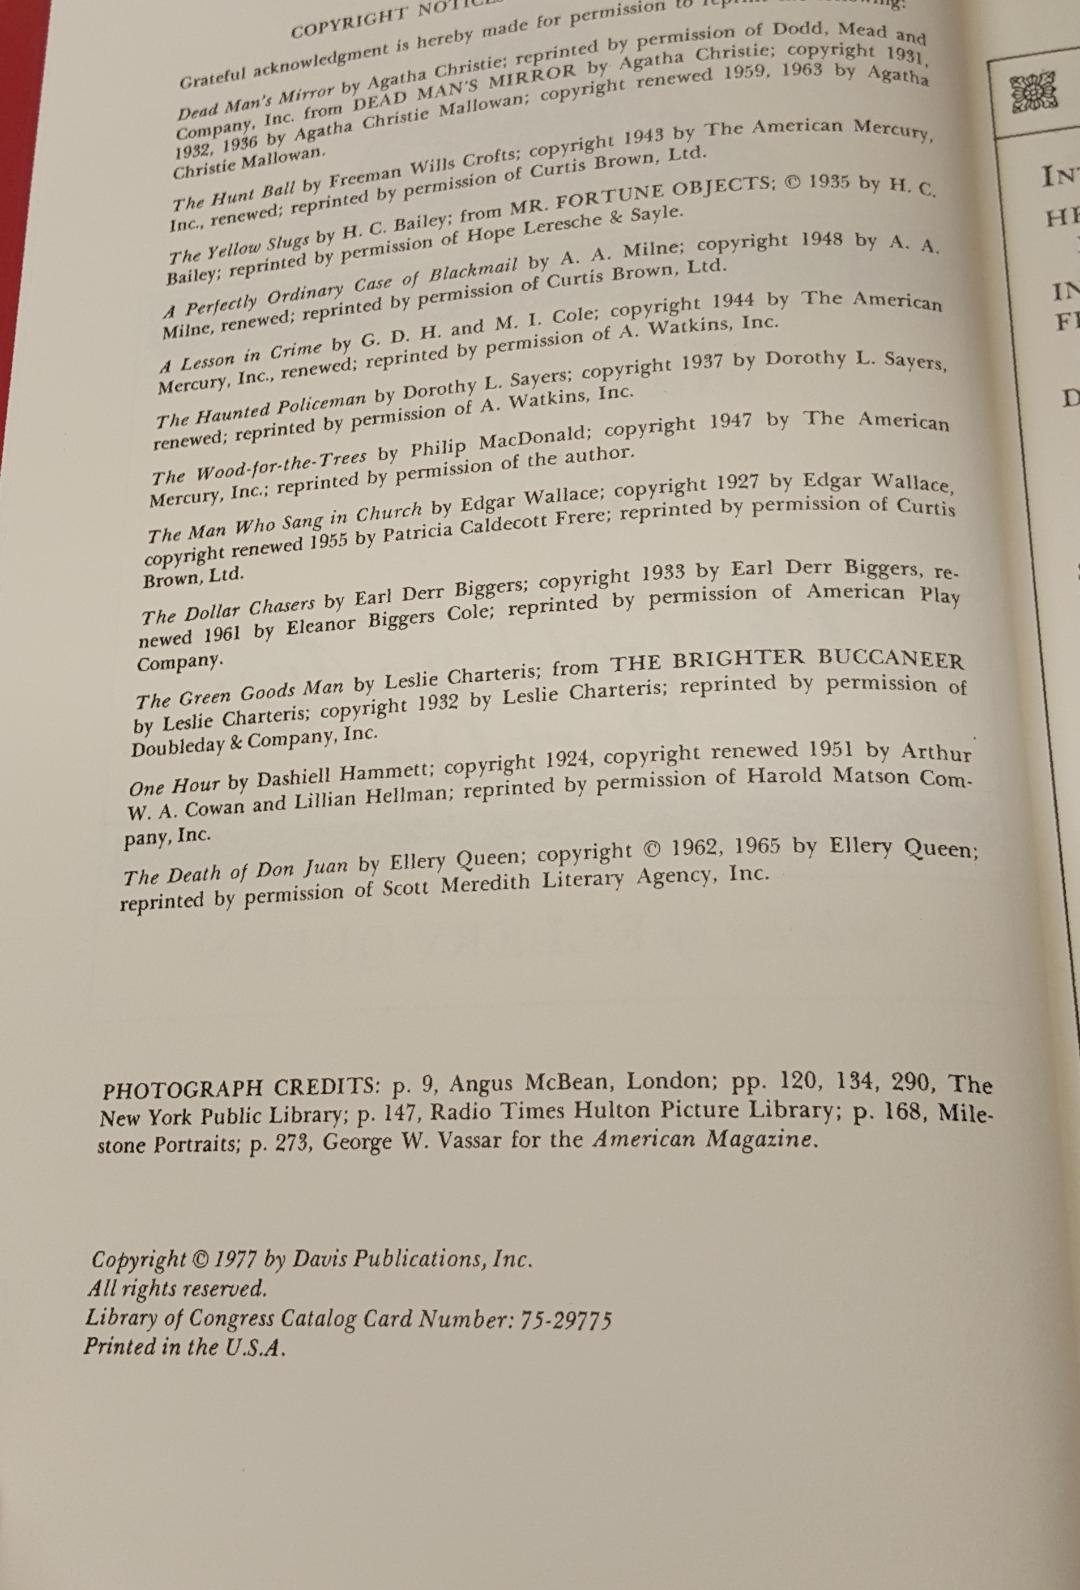 COPYRIGHT NOTICES
Grateful acknowledgment is hereby made for permission to reprint the following:
Dead Man's Mirror by Agatha Christie; reprinted by permission of Dodd, Mead and
Company, Inc. from DEAD MAN'S MIRROR by Agatha Christie; copyright 1931,
1932, 1936 by Agatha Christie Mallowan; copyright renewed 1959, 1963 by Agatha
Christie Mallowan.
The Hunt Ball by Freeman Wills Crofts; copyright 1943 by The American Mercury,
Inc., renewed; reprinted by permission of Curtis Brown, Ltd.
The Yellow Slugs by H. C. Bailey; from MR. FORTUNE OBJECTS; © 1935 by H. C.
Bailey; reprinted by permission of Hope Leresche & Sayle.
A Perfectly Ordinary Case of Blackmail by A. A. Milne; copyright 1948 by A. A.
Milne, renewed; reprinted by permission of Curtis Brown, Ltd.
A Lesson in Crime by G. D. H. and M. I. Cole; copyright 1944 by The American
Mercury, Inc., renewed; reprinted by permission of A. Watkins, Inc.
The Haunted Policeman by Dorothy L. Sayers; copyright 1937 by Dorothy L. Sayers,
renewed; reprinted by permission of A. Watkins, Inc.
The Wood-for-the-Trees by Philip MacDonald; copyright 1947 by The American
Mercury, Inc.; reprinted by permission of the author.
The Man Who Sang in Church by Edgar Wallace; copyright 1927 by Edgar Wallace,
copyright renewed 1955 by Patricia Caldecott Frere; reprinted by permission of Curtis
Brown, Ltd.
The Dollar Chasers by Earl Derr Biggers; copyright 1933 by Earl Derr Biggers, re-
newed 1961 by Eleanor Biggers Cole; reprinted by permission of American Play
Company.
The Green Goods Man by Leslie Charteris; from THE BRIGHTER BUCCANEER
by Leslie Charteris; copyright 1932 by Leslie Charteris; reprinted by permission of
Doubleday & Company, Inc.
One Hour by Dashiell Hammett; copyright 1924, copyright renewed 1951 by Arthur
W. A. Cowan and Lillian Hellman; reprinted by permission of Harold Matson Com-
pany, Inc.
The Death of Don Juan by Ellery Queen; copyright © 1962, 1965 by Ellery Queen;
reprinted by permission of Scott Meredith Literary Agency, Inc.
PHOTOGRAPH CREDITS: p. 9, Angus McBean, London; pp. 120, 134, 290, The
New York Public Library; p. 147, Radio Times Hulton Picture Library; p. 168, Mile-
stone Portraits; p. 273, George W. Vassar for the American Magazine.
Copyright © 1977 by Davis Publications, Inc.
All rights reserved.
Library of Congress Catalog Card Number: 75-29775
Printed in the U.S.A.